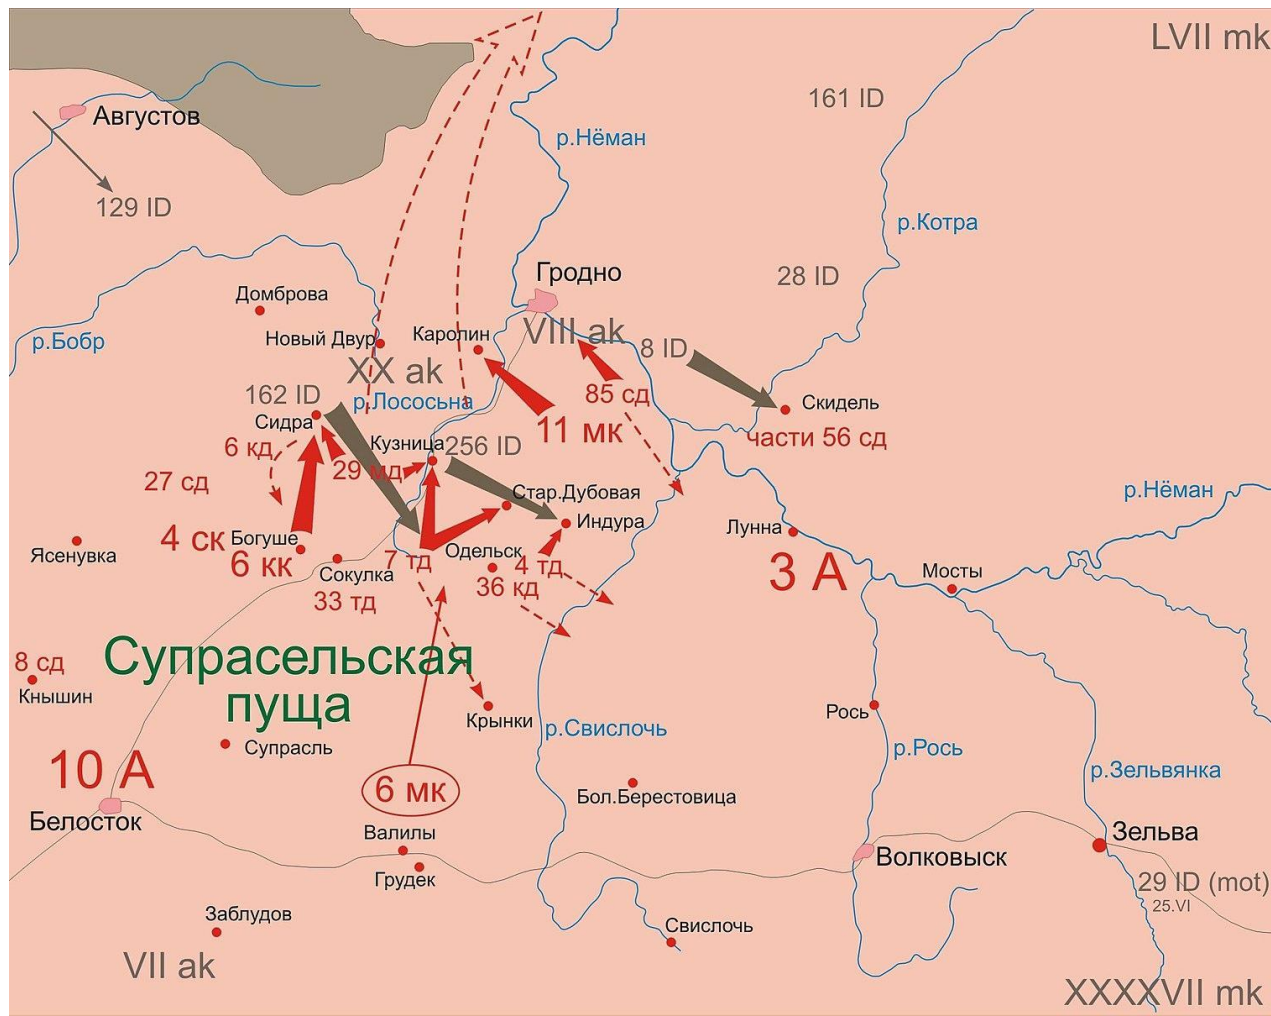 LVII mk
161 ID
Августов
р.Нёман
129 ID
р.Котра
Гродно
28 ID
Домброва
р.Бобр
Новый Двур
Каролин
VIII ak
8 ID
XX ak
162 ID
р.Лососьна
85 сд
Скидель
Сидра
11 мк
части 56 сд
6 кд
Кузница
256 ID
29 мд
27 сд
Стар.Дубовая
р.Нёман
Индура
Лунна
4 ск
Богуше
Ясенувка
6 кк
Сокулка
7 тд
Одельск
4 тд
36 кд
3 А
Мосты
33 тд
Супрасельская
пуща
8 сд
Кнышин
Крынки
р.Свислочь
Рось
р.Рось
Супрасль
10 А
6 мк
р.Зельвянка
Бол.Берестовица
Белосток
Валилы
Зельва
Грудек
Волковыск
29 ID (mot)
25.VI
Заблудов
Свислочь
VII ak
XXXXVII mk